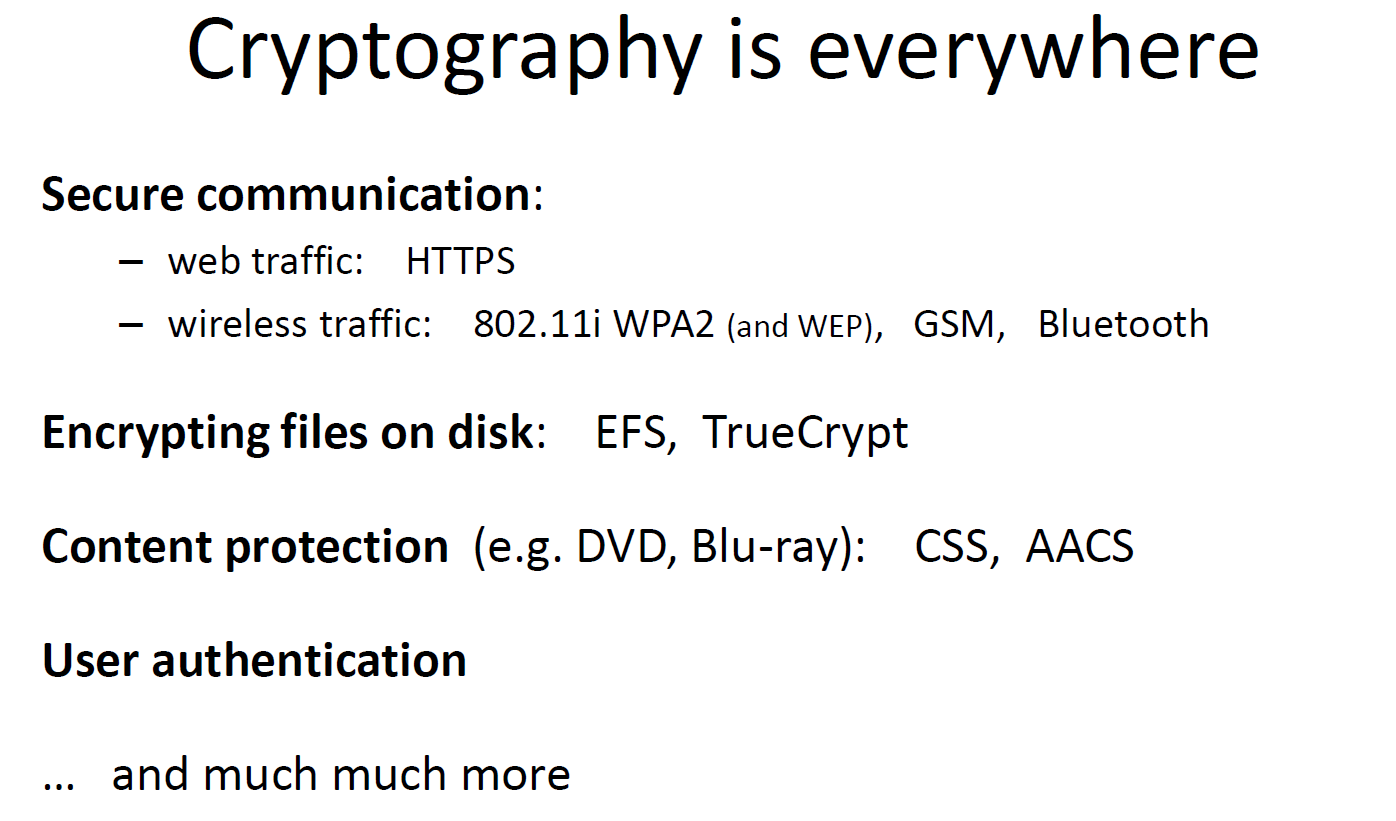 Cryptography is everywhere
Secure communication:
– web traffic: HTTPS
– wireless traffic: 802.11i WPA2 (and WEP), GSM, Bluetooth
Encrypting files on disk: EFS, TrueCrypt
Content protection (e.g. DVD, Blu-ray): CSS, AACS
User authentication
… and much much more